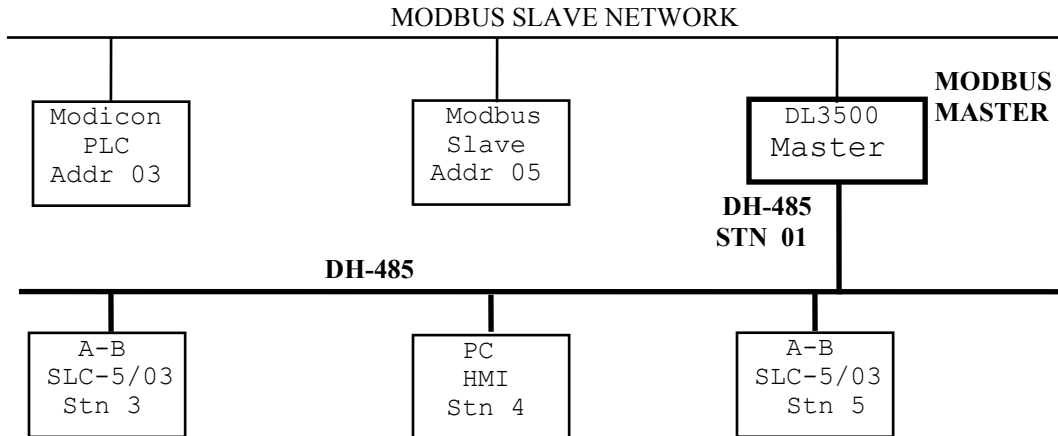 MODBUS SLAVE NETWORK
Modicon
PLC
Addr 03
Modbus
Slave
Addr 05
DL3500
Master
MODBUS
MASTER
DH-485
STN 01
DH-485
A-B
SLC-5/03
Stn 3
PC
HMI
Stn 4
A-B
SLC-5/03
Stn 5